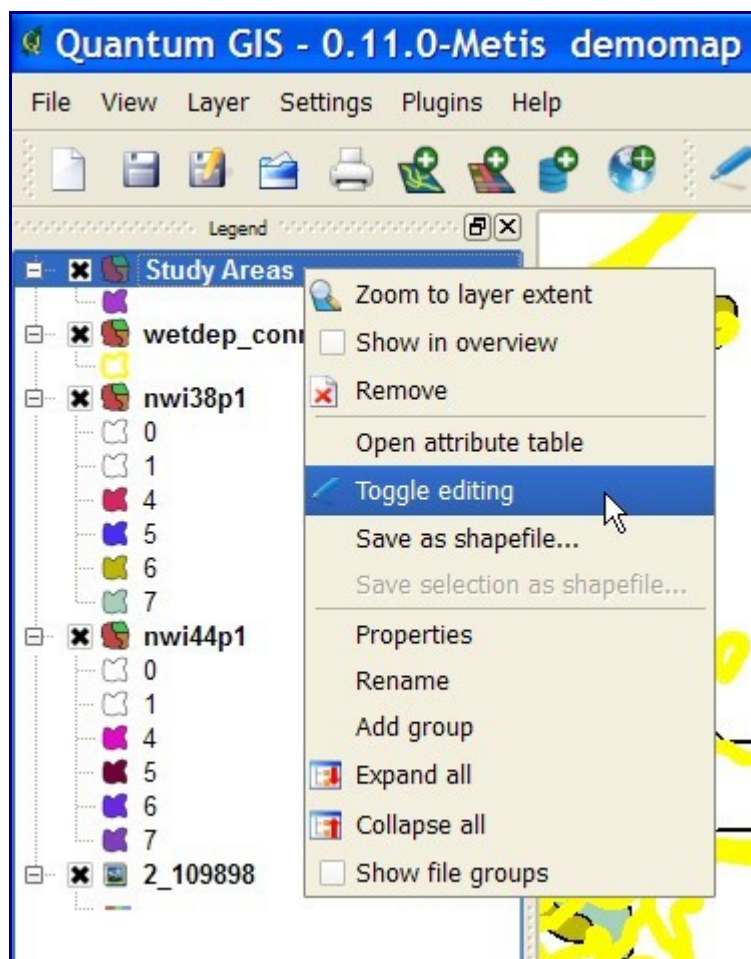 Quantum GIS - 0.11.0-Metis demomap
File View Layer Settings Plugins Help
Legend
Study Areas
wetdep_conn
nwi38p1
0
1
4
5
6
7
nwi44p1
0
1
4
5
6
7
2_109898
Zoom to layer extent
Show in overview
Remove
Open attribute table
Toggle editing
Save as shapefile...
Save selection as shapefile...
Properties
Rename
Add group
Expand all
Collapse all
Show file groups